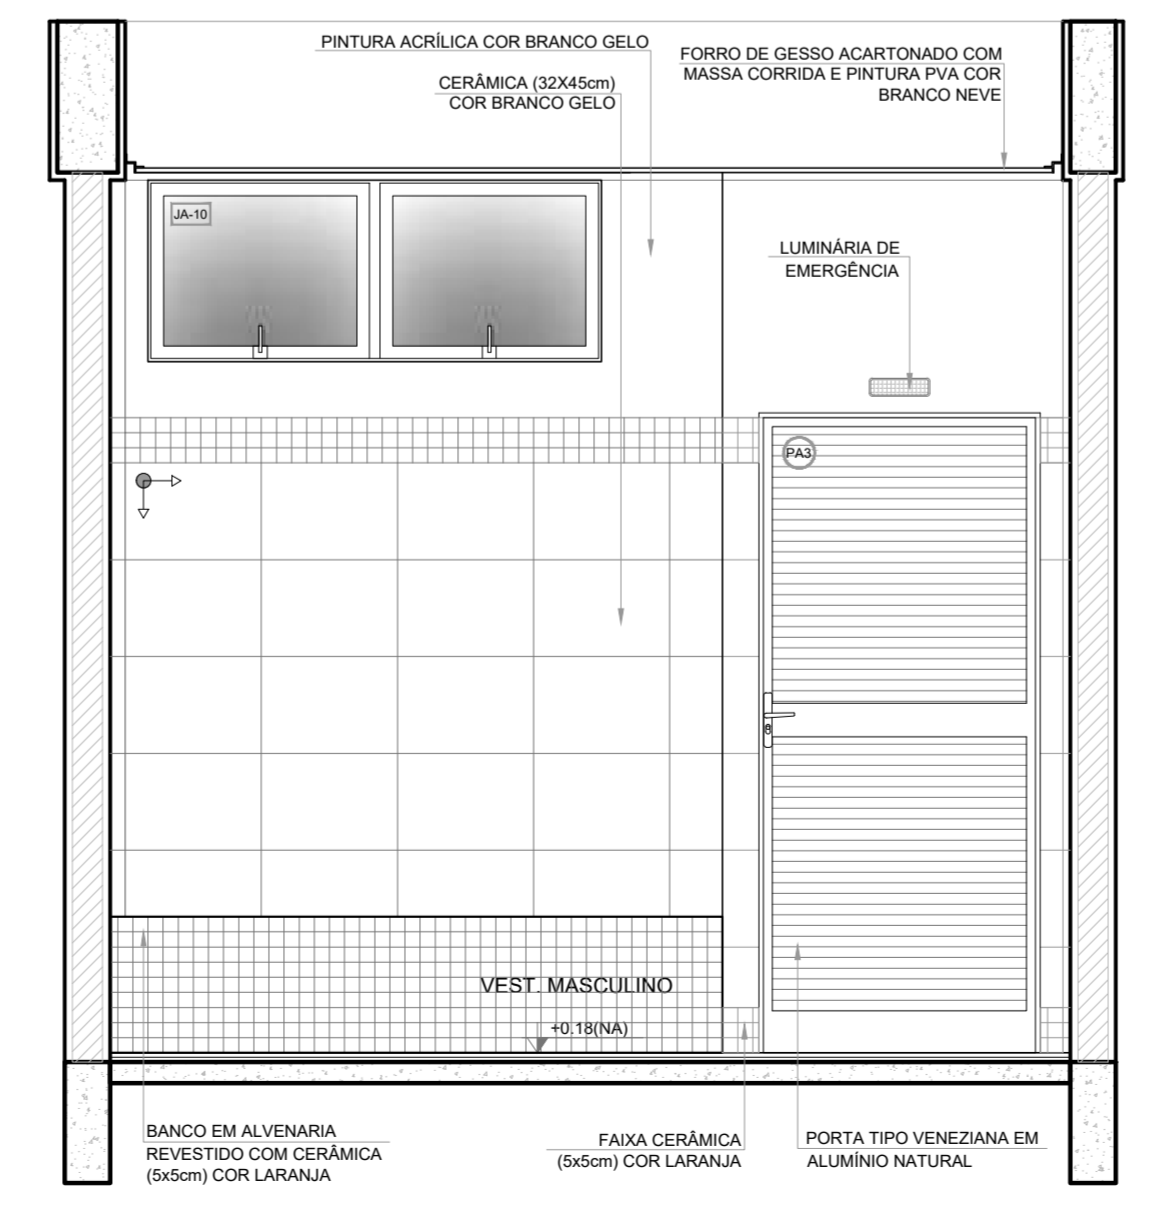 PINTURA ACRÍLICA COR BRANCO GELO
FORRO DE GESSO ACARTONADO COM
MASSA CORRIDA E PINTURA PVA COR
BRANCO NEVE
CERÂMICA (32X45cm)
COR BRANCO GELO
JA-10
LUMINÁRIA DE
EMERGÊNCIA
PA3
VEST. MASCULINO
+0.18(NA)
BANCO EM ALVENARIA
REVESTIDO COM CERÂMICA
(5x5cm) COR LARANJA
FAIXA CERÂMICA
(5x5cm) COR LARANJA
PORTA TIPO VENEZIANA EM
ALUMÍNIO NATURAL